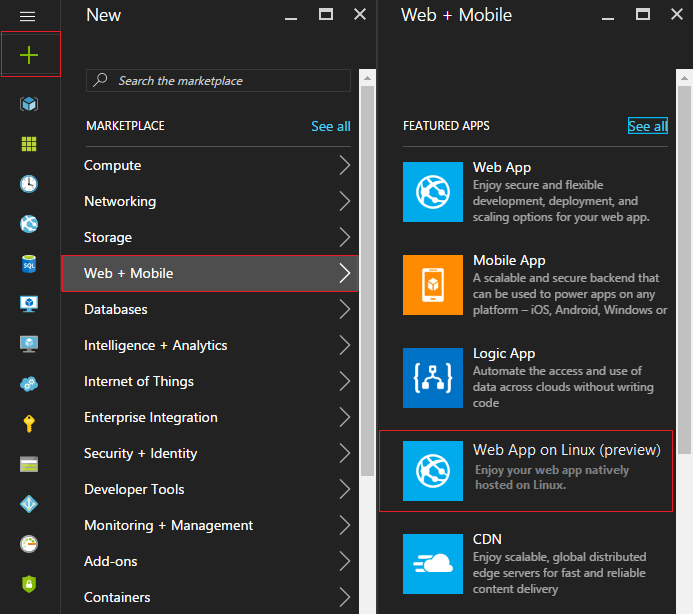 New
Search the marketplace
MARKETPLACE See all
Compute
Networking
Storage
Web + Mobile
Databases
Intelligence + Analytics
Internet of Things
Enterprise Integration
Security + Identity
Developer Tools
Monitoring + Management
Add-ons
Containers
Web + Mobile
FEATURED APPS See all
Web App
Enjoy secure and flexible
development, deployment, and
scaling options for your web app.
Mobile App
A scalable and secure backend that
can be used to power apps on any
platform – iOS, Android, Windows or
Logic App
Automate the access and use of
data across clouds without writing
code
Web App on Linux (preview)
Enjoy your web app natively
hosted on Linux.
CDN
Enjoy scalable, global distributed
edge servers for fast and reliable
content delivery
SQL